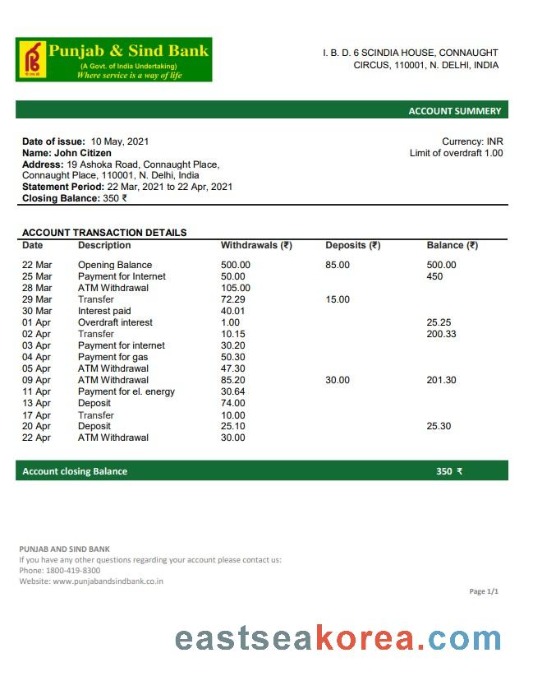 Punjab & Sind Bank
(A Govt. of India Undertaking)
Where service is a way of life
I. B. D. 6 SCINDIA HOUSE, CONNAUGHT
CIRCUS, 110001, N. DELHI, INDIA
ACCOUNT SUMMERY
Date of issue: 10 May, 2021
Currency: INR
Name: John Citizen
Limit of overdraft 1.00
Address: 19 Ashoka Road, Connaught Place,
Connaught Place, 110001, N. Delhi, India
Statement Period: 22 Mar, 2021 to 22 Apr, 2021
Closing Balance: 350 ₹
ACCOUNT TRANSACTION DETAILS
Date Description Withdrawals (₹) Deposits (₹) Balance (₹)
22 Mar Opening Balance 500.00 85.00 500.00
25 Mar Payment for Internet 50.00 450
28 Mar ATM Withdrawal 105.00
29 Mar Transfer 72.29 15.00
30 Mar Interest paid 40.01
01 Apr Overdraft interest 1.00 25.25
02 Apr Transfer 10.15 200.33
03 Apr Payment for internet 30.20
04 Apr Payment for gas 50.30
05 Apr ATM Withdrawal 47.30
09 Apr ATM Withdrawal 85.20 30.00 201.30
11 Apr Payment for el. energy 30.64
13 Apr Deposit 74.00
17 Apr Transfer 10.00
20 Apr Deposit 25.10 25.30
22 Apr ATM Withdrawal 30.00
Account closing Balance 350 ₹
PUNJAB AND SIND BANK
If you have any other questions regarding your account please contact us:
Phone: 1800-419-8300
Website: www.punjabandsindbank.co.in
Page 1/1
eastseakorea.com